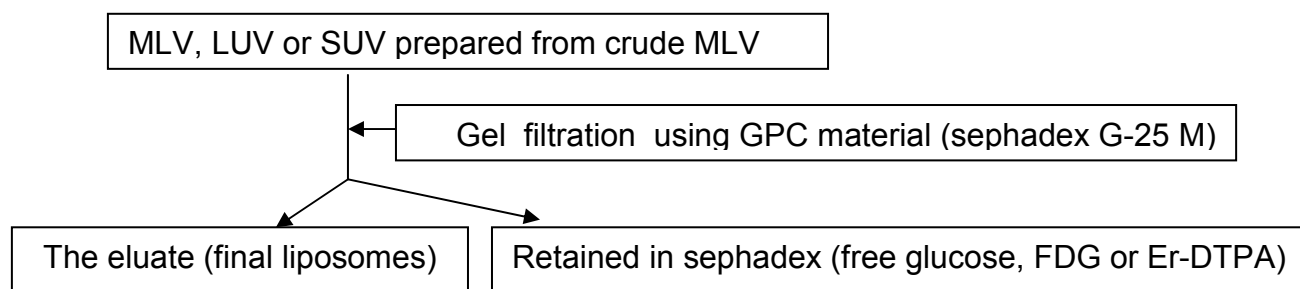 MLV, LUV or SUV prepared from crude MLV
Gel filtration using GPC material (sephadex G-25 M)
The eluate (final liposomes)
Retained in sephadex (free glucose, FDG or Er-DTPA)